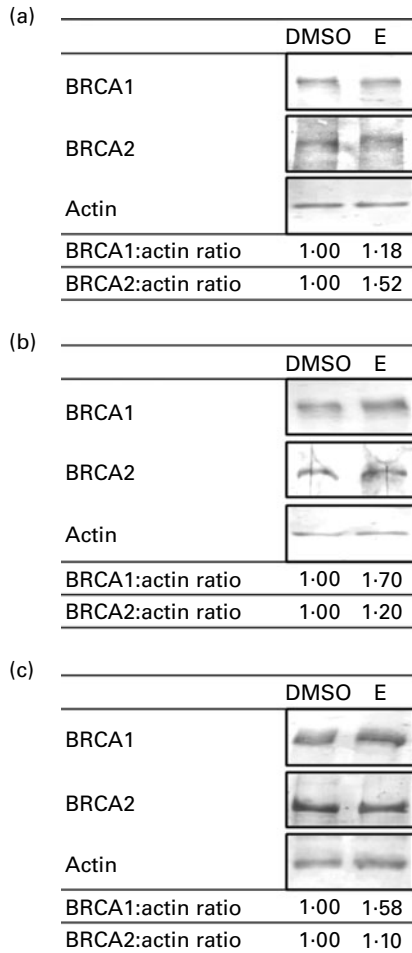 (a)
DMSO E
BRCA1
BRCA2
Actin
BRCA1:actin ratio 1·00 1·18
BRCA2:actin ratio 1·00 1·52
(b)
DMSO E
BRCA1
BRCA2
Actin
BRCA1:actin ratio 1·00 1·70
BRCA2:actin ratio 1·00 1·20
(c)
DMSO E
BRCA1
BRCA2
Actin
BRCA1:actin ratio 1·00 1·58
BRCA2:actin ratio 1·00 1·10